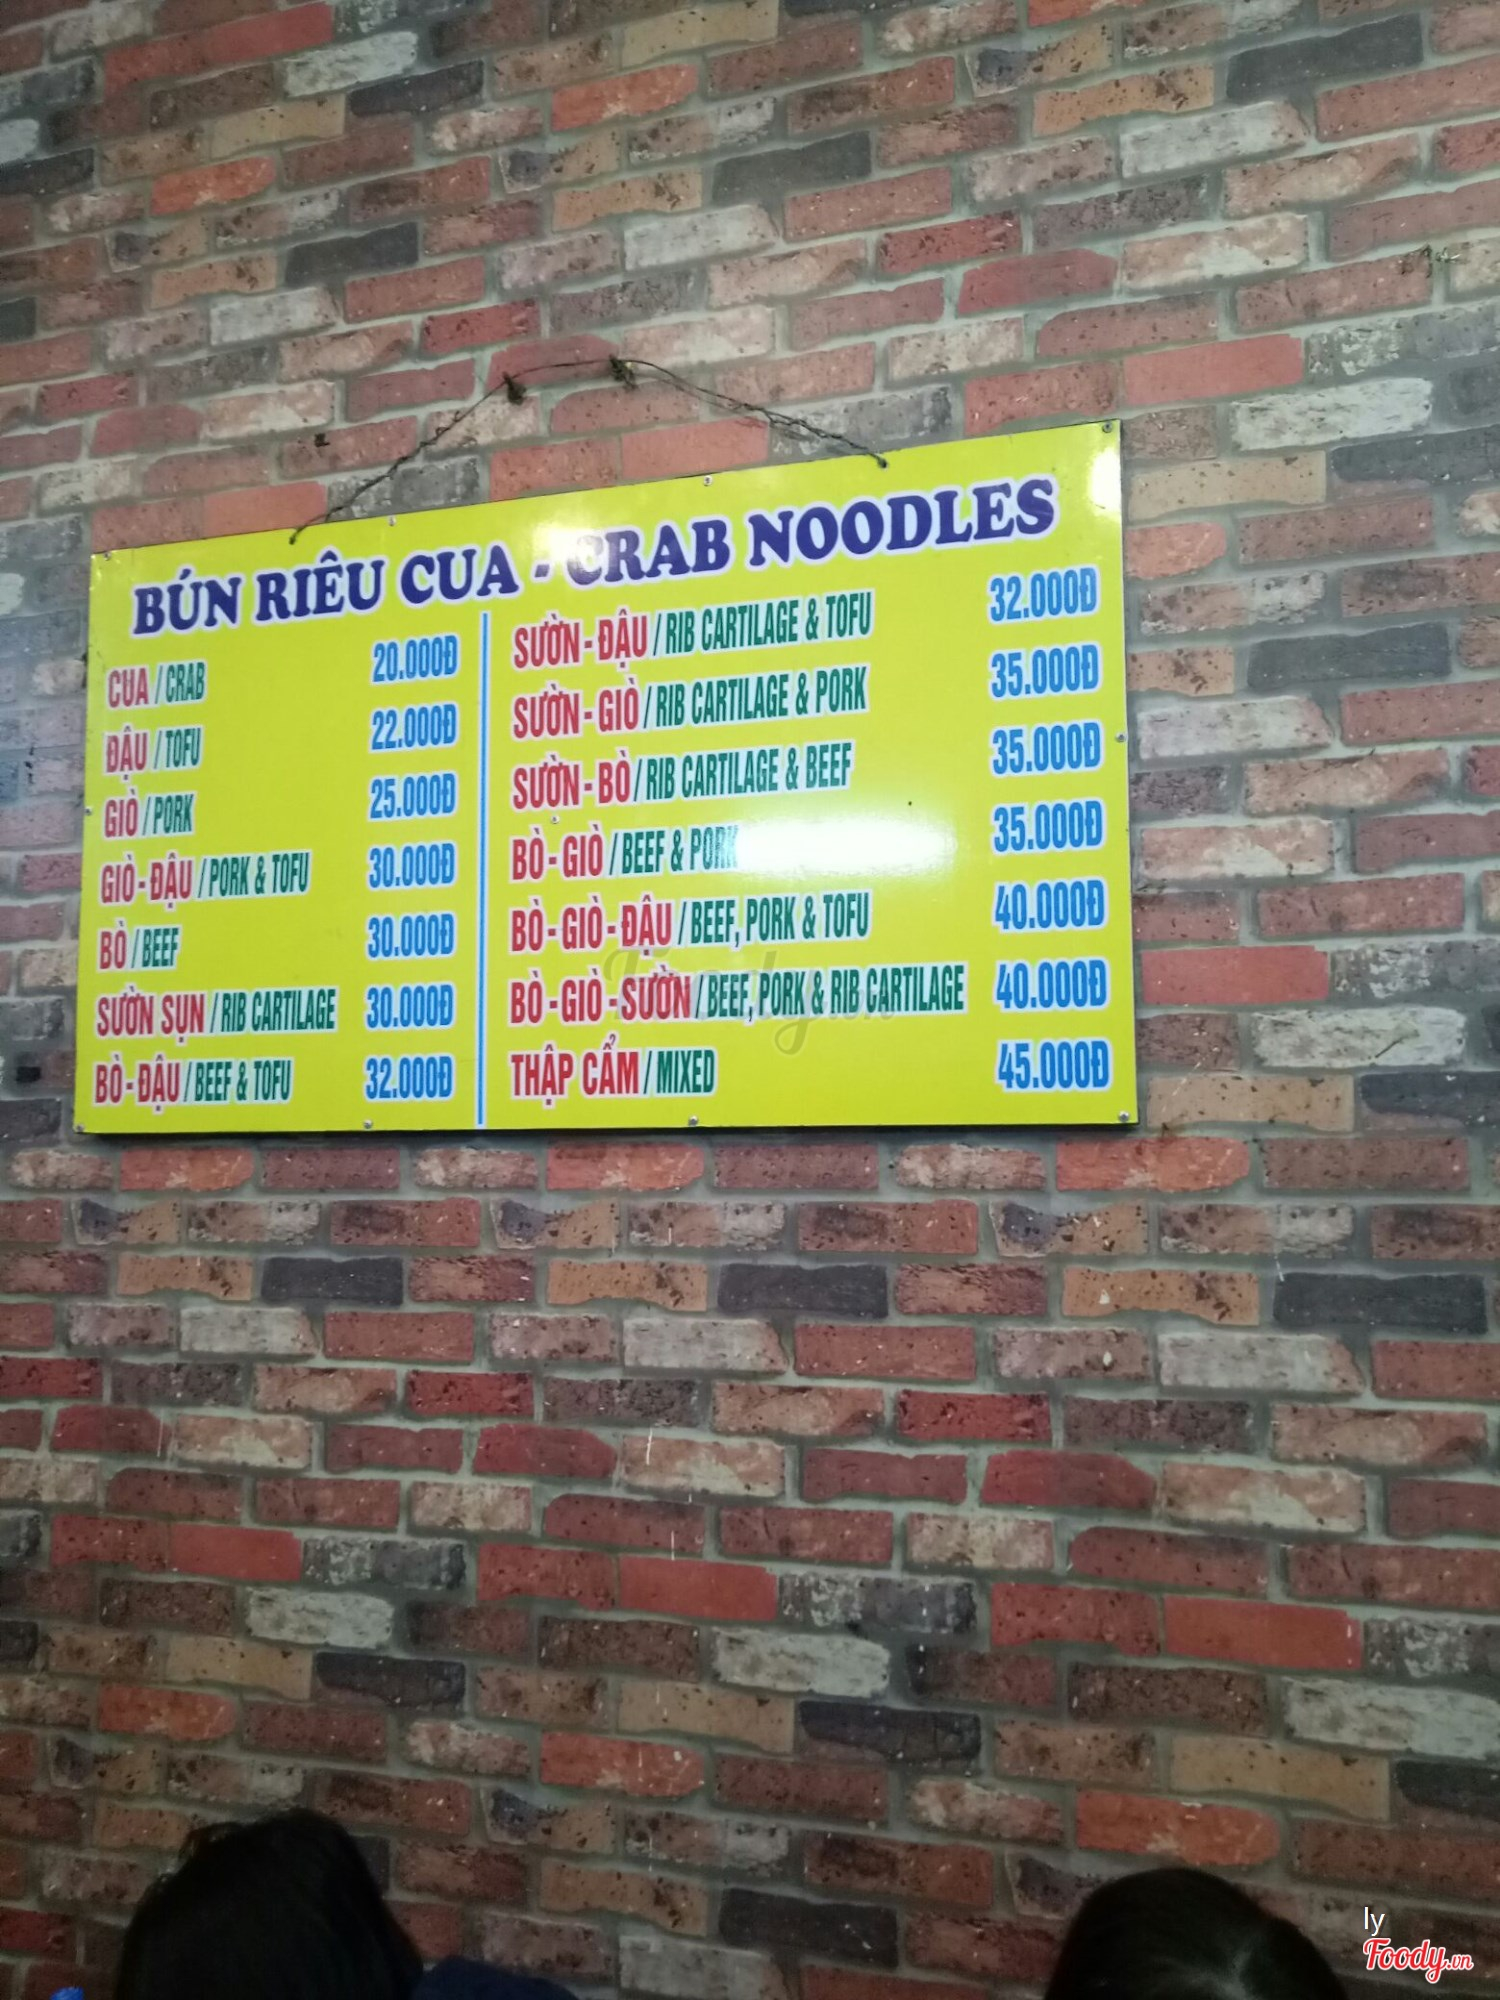 BÚN RIÊU CUA - CRAB NOODLES
CUA / CRAB 20.000Đ
ĐẬU / TOFU 22.000Đ
GIÒ / PORK 25.000Đ
GIÒ - ĐẬU / PORK & TOFU 30.000Đ
BÒ / BEEF 30.000Đ
SƯỜN SỤN / RIB CARTILAGE 30.000Đ
BÒ - ĐẬU / BEEF & TOFU 32.000Đ
SƯỜN - ĐẬU / RIB CARTILAGE & TOFU 32.000Đ
SƯỜN - GIÒ / RIB CARTILAGE & PORK 35.000Đ
SƯỜN - BÒ / RIB CARTILAGE & BEEF 35.000Đ
BÒ - GIÒ / BEEF & PORK 35.000Đ
BÒ - GIÒ - ĐẬU / BEEF, PORK & TOFU 40.000Đ
BÒ - GIÒ - SƯỜN / BEEF, PORK & RIB CARTILAGE 40.000Đ
THẬP CẨM / MIXED 45.000Đ
Foody.vn
ly
Foody.vn